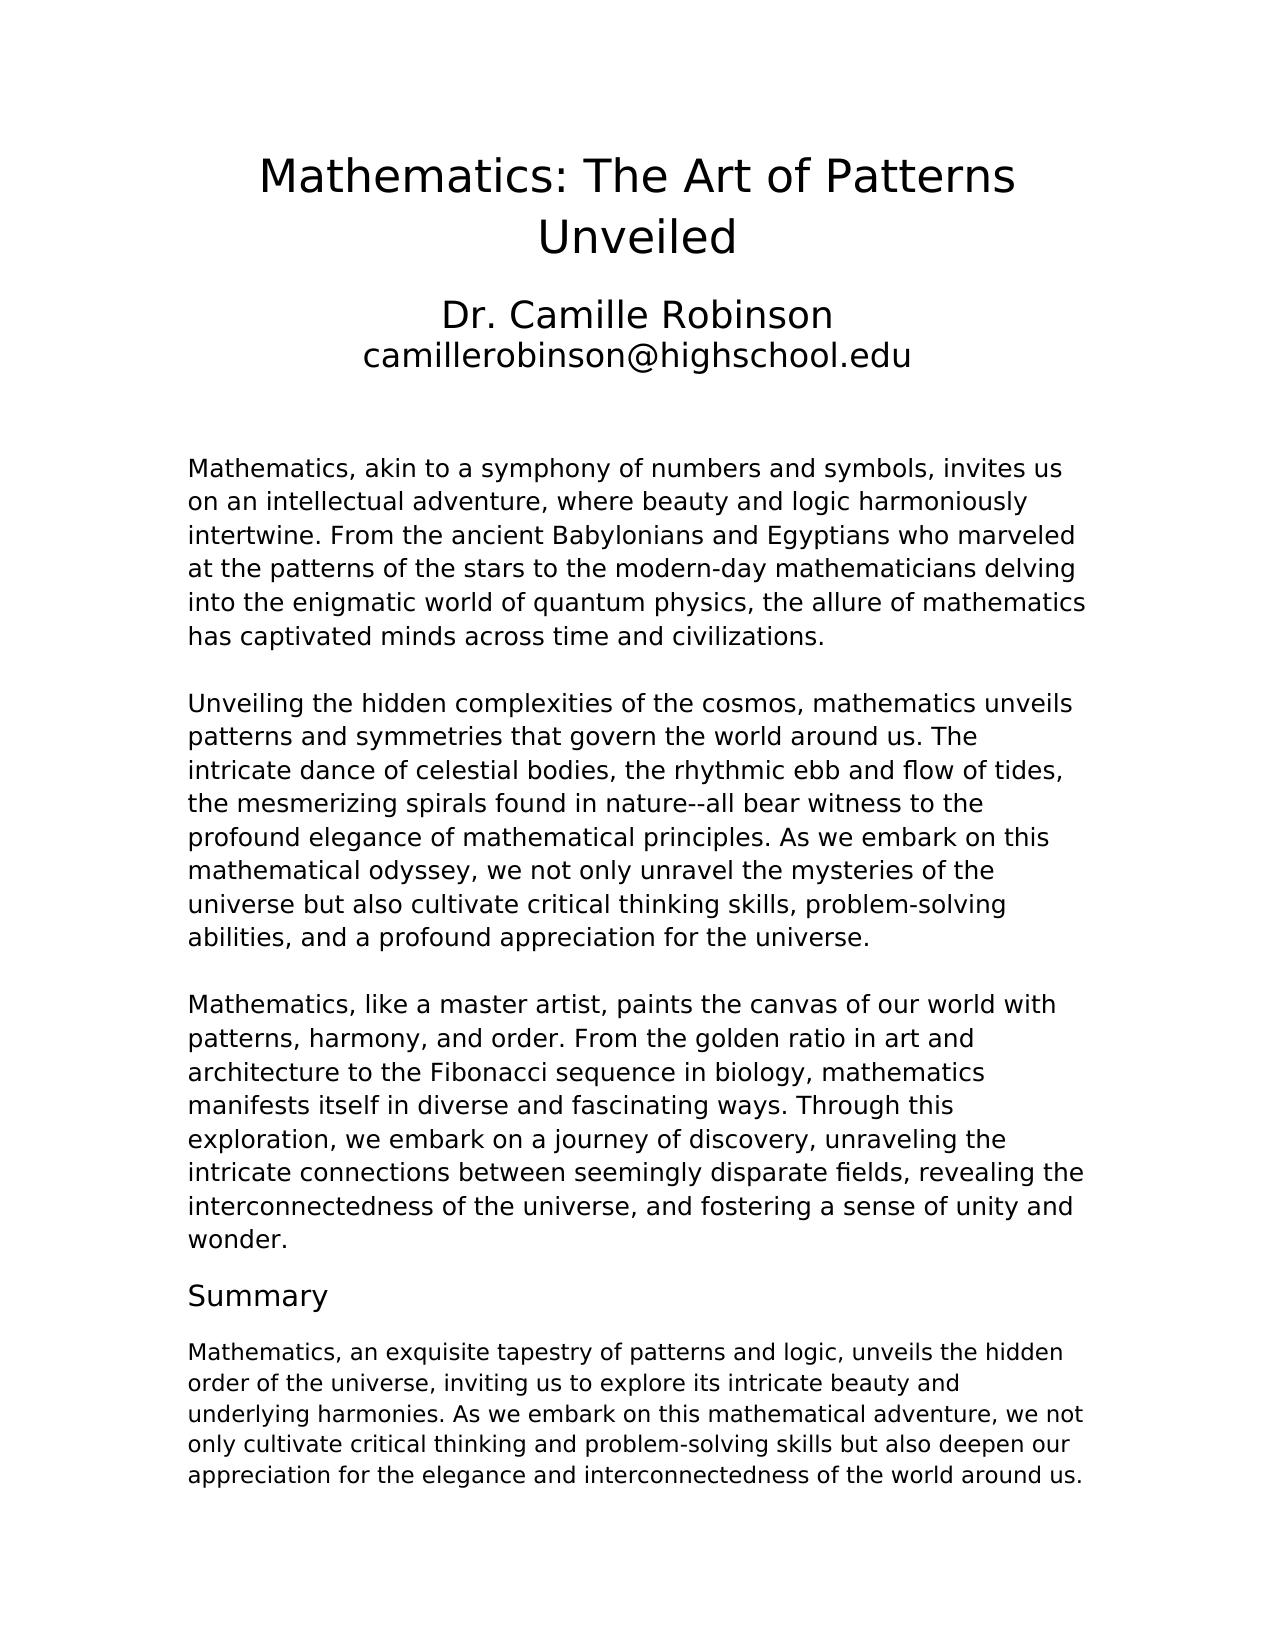 Mathematics: The Art of Patterns
Unveiled
Dr. Camille Robinson
camillerobinson@highschool.edu
Mathematics, akin to a symphony of numbers and symbols, invites us
on an intellectual adventure, where beauty and logic harmoniously
intertwine. From the ancient Babylonians and Egyptians who marveled
at the patterns of the stars to the modern-day mathematicians delving
into the enigmatic world of quantum physics, the allure of mathematics
has captivated minds across time and civilizations.
Unveiling the hidden complexities of the cosmos, mathematics unveils
patterns and symmetries that govern the world around us. The
intricate dance of celestial bodies, the rhythmic ebb and flow of tides,
the mesmerizing spirals found in nature--all bear witness to the
profound elegance of mathematical principles. As we embark on this
mathematical odyssey, we not only unravel the mysteries of the
universe but also cultivate critical thinking skills, problem-solving
abilities, and a profound appreciation for the universe.
Mathematics, like a master artist, paints the canvas of our world with
patterns, harmony, and order. From the golden ratio in art and
architecture to the Fibonacci sequence in biology, mathematics
manifests itself in diverse and fascinating ways. Through this
exploration, we embark on a journey of discovery, unraveling the
intricate connections between seemingly disparate fields, revealing the
interconnectedness of the universe, and fostering a sense of unity and
wonder.
Summary
Mathematics, an exquisite tapestry of patterns and logic, unveils the hidden
order of the universe, inviting us to explore its intricate beauty and
underlying harmonies. As we embark on this mathematical adventure, we not
only cultivate critical thinking and problem-solving skills but also deepen our
appreciation for the elegance and interconnectedness of the world around us.